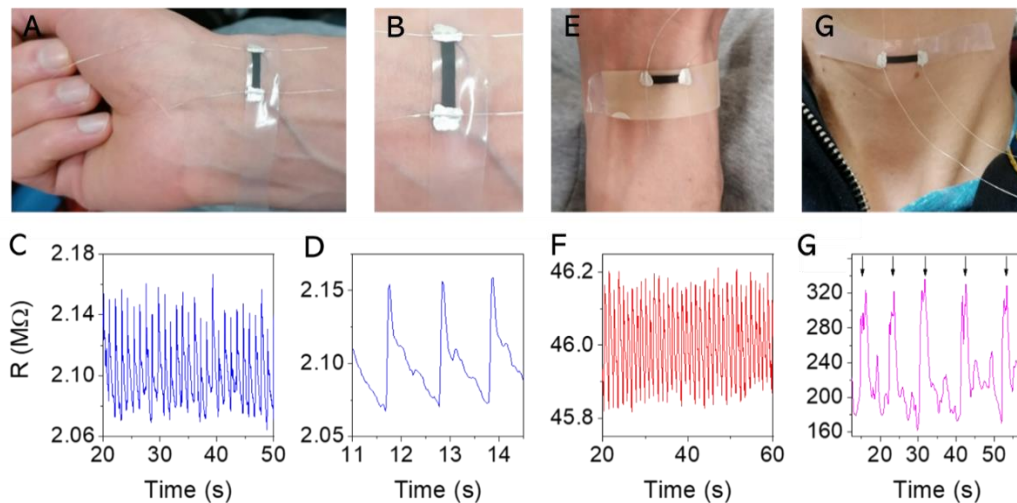 A
B
E
G
C
D
F
G
R (MΩ)
2.18
2.14
2.10
2.06
20 30 40 50
Time (s)
2.15
2.10
2.05
11 12 13 14
Time (s)
46.2
46.0
45.8
20 40 60
Time (s)
320
280
240
200
160
20 30 40 50
Time (s)